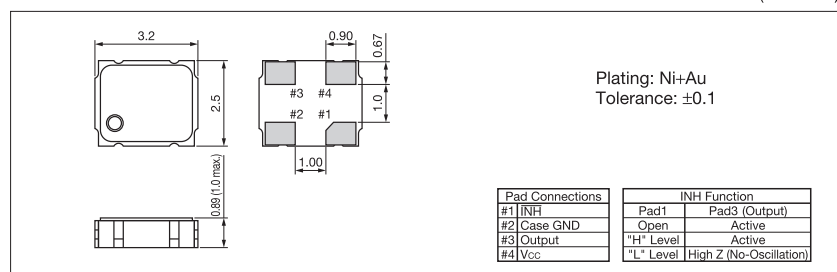 3.2
2.5
0.89 (1.0 max.)
0.90
0.67
1.0
1.00
#3 #4
#2 #1
Plating: Ni+Au
Tolerance: ±0.1
Pad Connections
#1 INH
#2 Case GND
#3 Output
#4 Vcc
INH Function
Pad1 Pad3 (Output)
Open Active
"H" Level Active
"L" Level High Z (No-Oscillation)